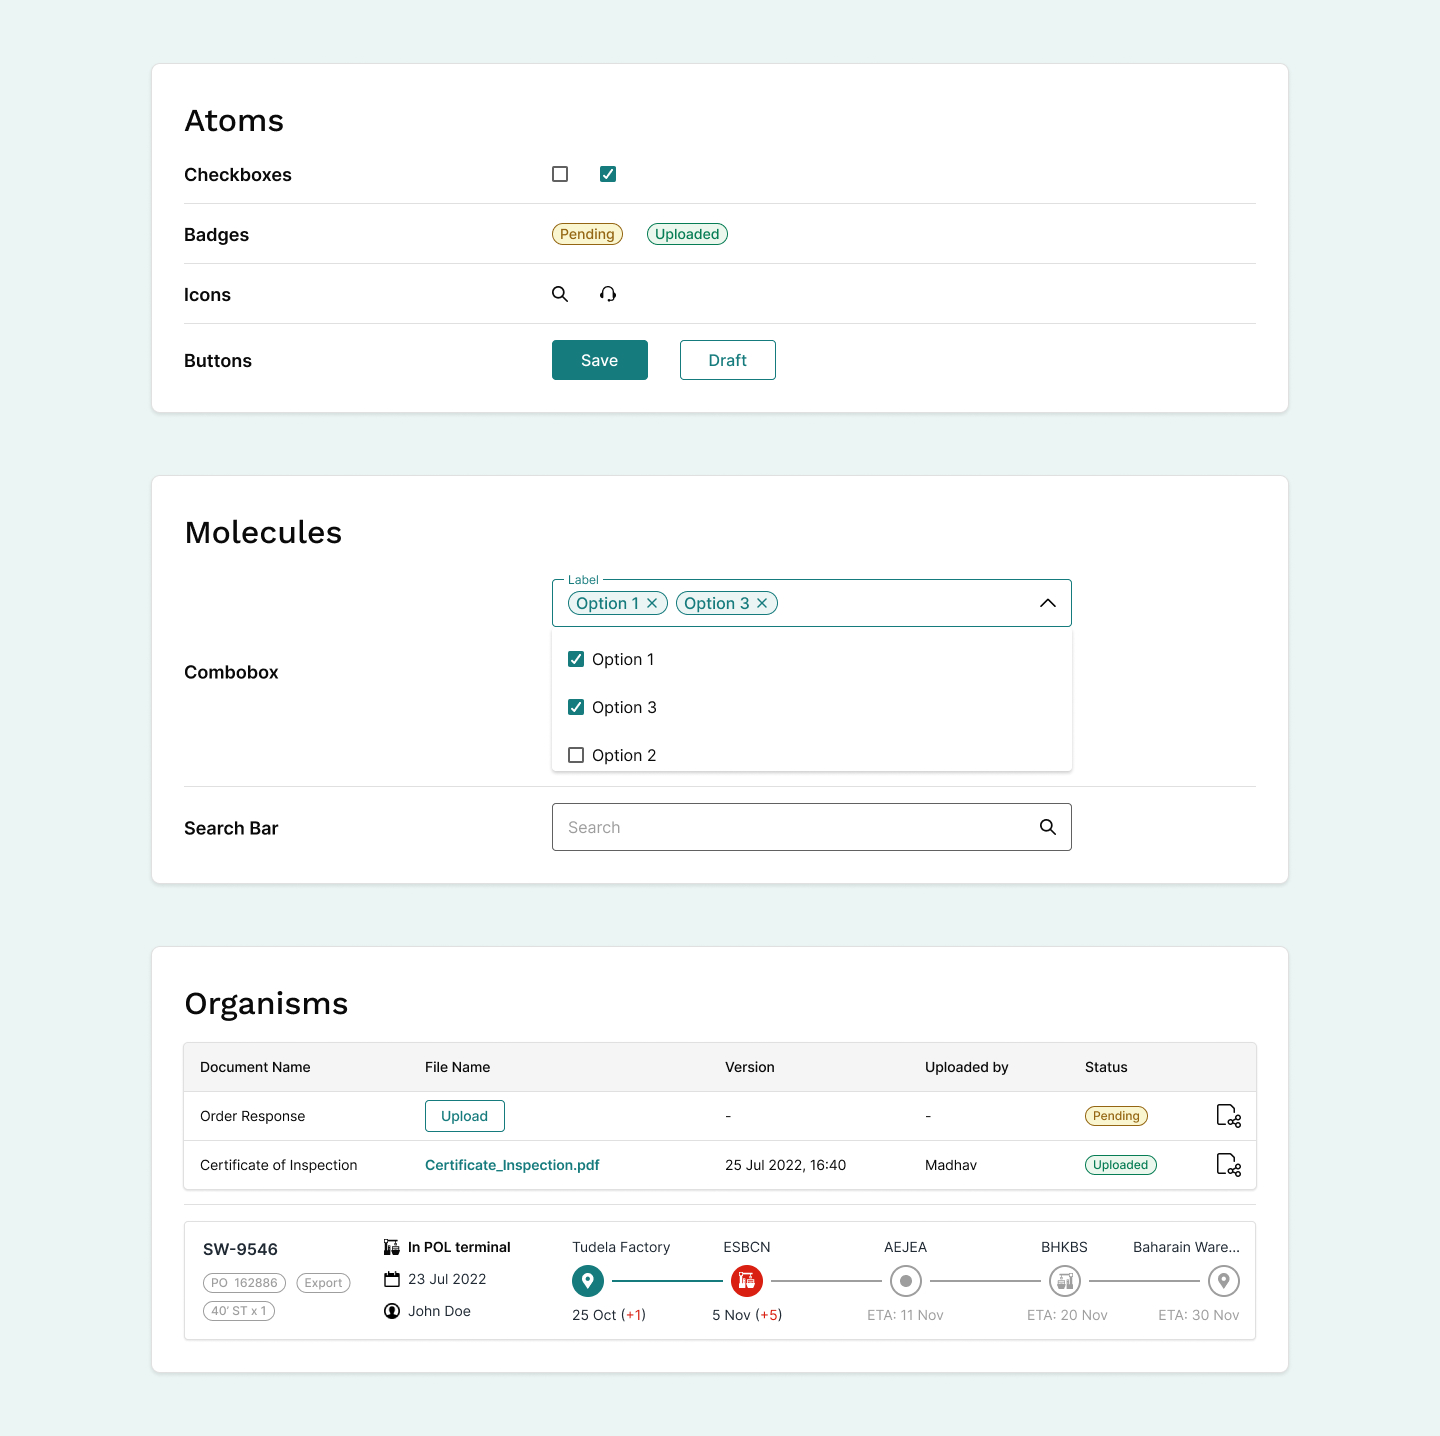 Atoms
Checkboxes
Badges Pending Uploaded
Icons
Buttons Save Draft
Molecules
Label
Option 1 Option 3
Combobox
Option 1
Option 3
Option 2
Search Bar Search
Organisms
Document Name File Name Version Uploaded by Status
Order Response Upload - - Pending
Certificate of Inspection Certificate_Inspection.pdf 25 Jul 2022, 16:40 Madhav Uploaded
SW-9546
PO 162886 Export
40' ST x 1
In POL terminal
23 Jul 2022
John Doe
Tudela Factory ESBCN AEJEA BHKBS Baharain Ware...
25 Oct (+1) 5 Nov (+5) ETA: 11 Nov ETA: 20 Nov ETA: 30 Nov